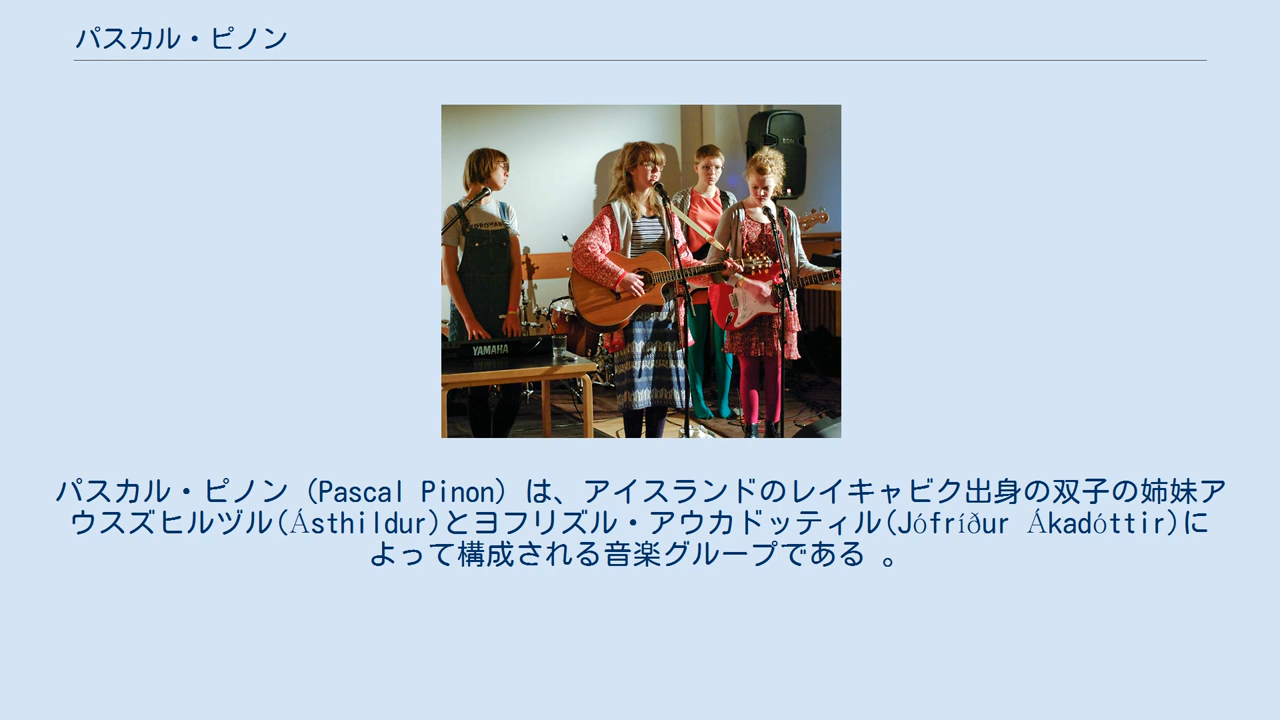 パスカル・ピノン
YAMAHA
パスカル・ピノン (Pascal Pinon) は、アイスランドのレイキャビク出身の双子の姉妹ア
ウスズヒルヅル(Ásthildur)とヨフリズル・アウカドッティル(Jófríður Ákadóttir)に
よって構成される音楽グループである 。